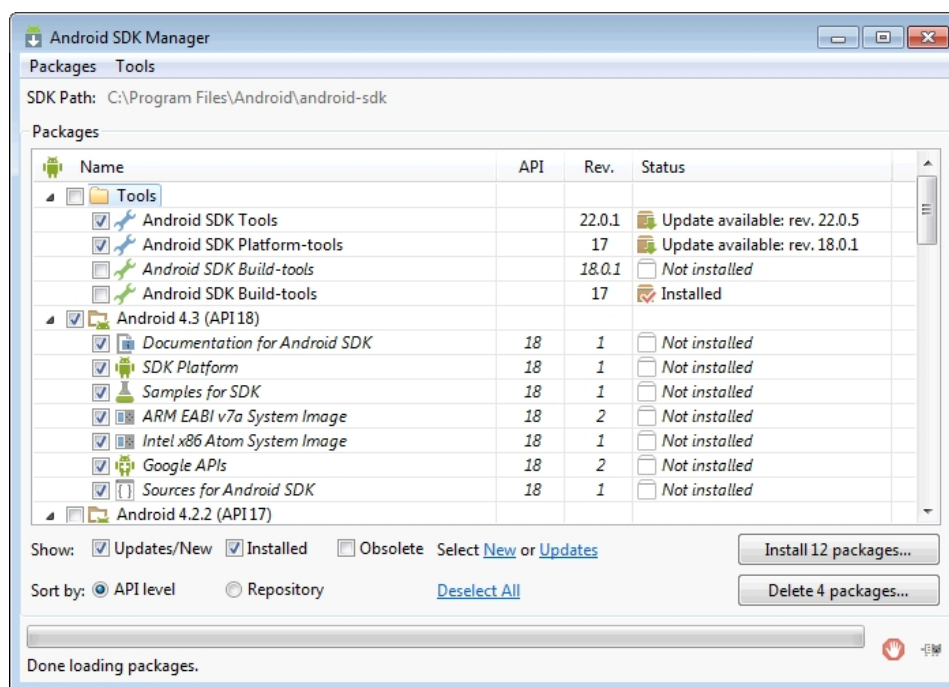 Android SDK Manager
Packages Tools
SDK Path: C:\Program Files\Android\android-sdk
Packages
Name API Rev. Status
Tools
Android SDK Tools 22.0.1 Update available: rev. 22.0.5
Android SDK Platform-tools 17 Update available: rev. 18.0.1
Android SDK Build-tools 18.0.1 Not installed
Android SDK Build-tools 17 Installed
Android 4.3 (API 18)
Documentation for Android SDK 18 1 Not installed
SDK Platform 18 1 Not installed
Samples for SDK 18 1 Not installed
ARM EABI v7a System Image 18 2 Not installed
Intel x86 Atom System Image 18 1 Not installed
Google APIs 18 2 Not installed
Sources for Android SDK 18 1 Not installed
Android 4.2.2 (API 17)
Show: Updates/New Installed Obsolete Select New or Updates Install 12 packages...
Sort by: API level Repository Deselect All Delete 4 packages...
Done loading packages.